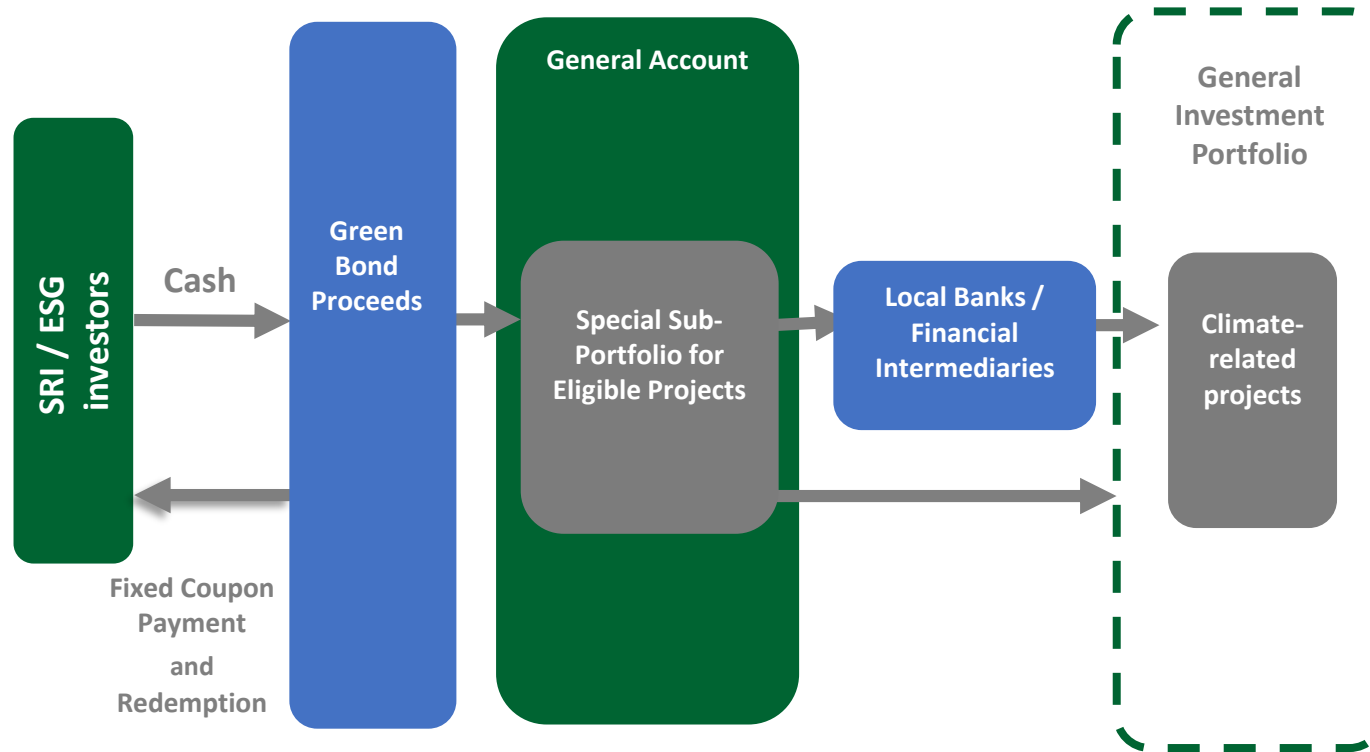 SRI / ESG
investors
Cash
Fixed Coupon
Payment
and
Redemption
Green
Bond
Proceeds
General Account
Special Sub-
Portfolio for
Eligible Projects
Local Banks /
Financial
Intermediaries
General
Investment
Portfolio
Climate-
related
projects